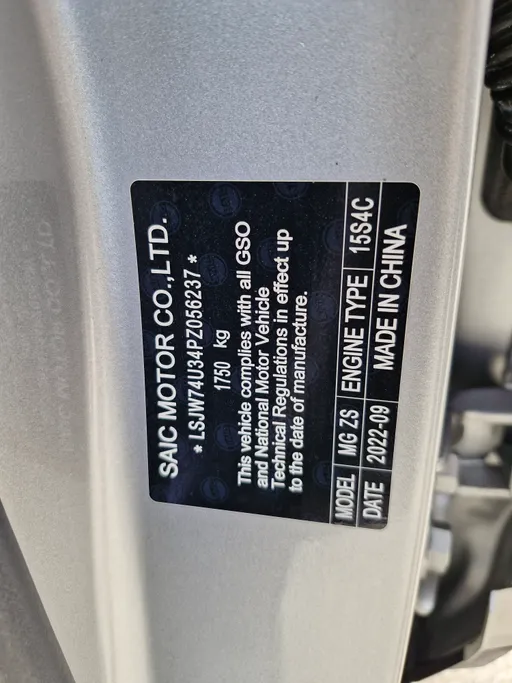 SAIC MOTOR CO.,LTD.
* LSJW74U34PZ056237 *
1750 kg
This vehicle complies with all GSO
and National Motor Vehicle
Technical Regulations in effect up
to the date of manufacture.
MODEL MG ZS ENGINE TYPE 15S4C
DATE 2022-09 MADE IN CHINA